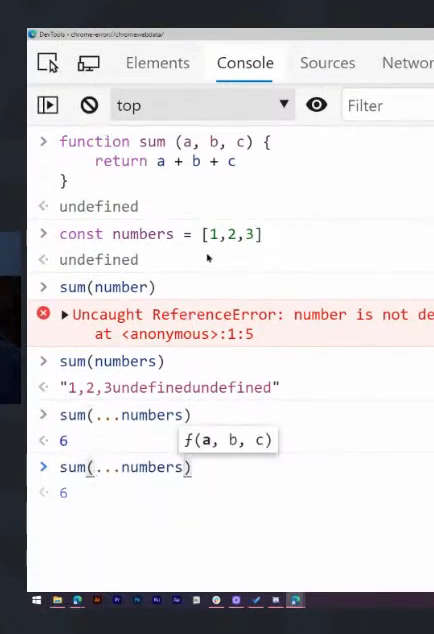 DevTools - chrome-error://chromewebdata/
Elements Console Sources Networ
top Filter
> function sum (a, b, c) {
return a + b + c
}
< undefined
> const numbers = [1,2,3]
< undefined
> sum(number)
Uncaught ReferenceError: number is not de
at <anonymous>:1:5
> sum(numbers)
< "1,2,3undefinedundefined"
> sum(...numbers)
< 6
ƒ(a, b, c)
> sum(...numbers)
< 6